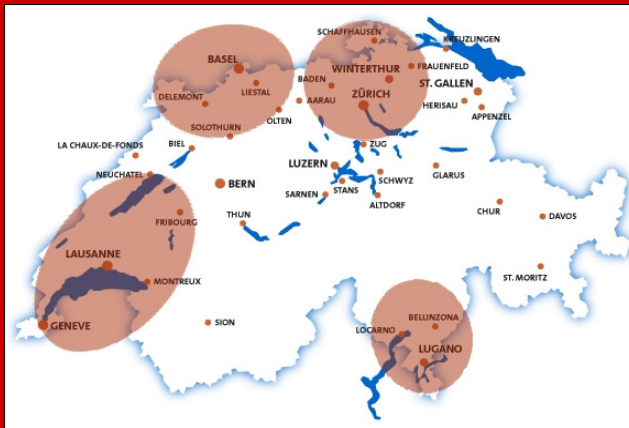 SCHAFFHAUSEN
KREUZLINGEN
BASEL
WINTERTHUR
FRAUENFELD
BADEN
ST. GALLEN
LIESTAL
ZÜRICH
DELEMONT
AARAU
HERISAU
APPENZEL
OLTEN
SOLOTHURN
BIEL
ZUG
LA CHAUX-DE-FONDS
LUZERN
NEUCHATEL
SCHWYZ
GLARUS
BERN
STANS
SARNEN
ALTDORF
CHUR
DAVOS
THUN
FRIBOURG
LAUSANNE
ST. MORITZ
MONTREUX
BELLINZONA
SION
LOCARNO
GENEVE
LUGANO